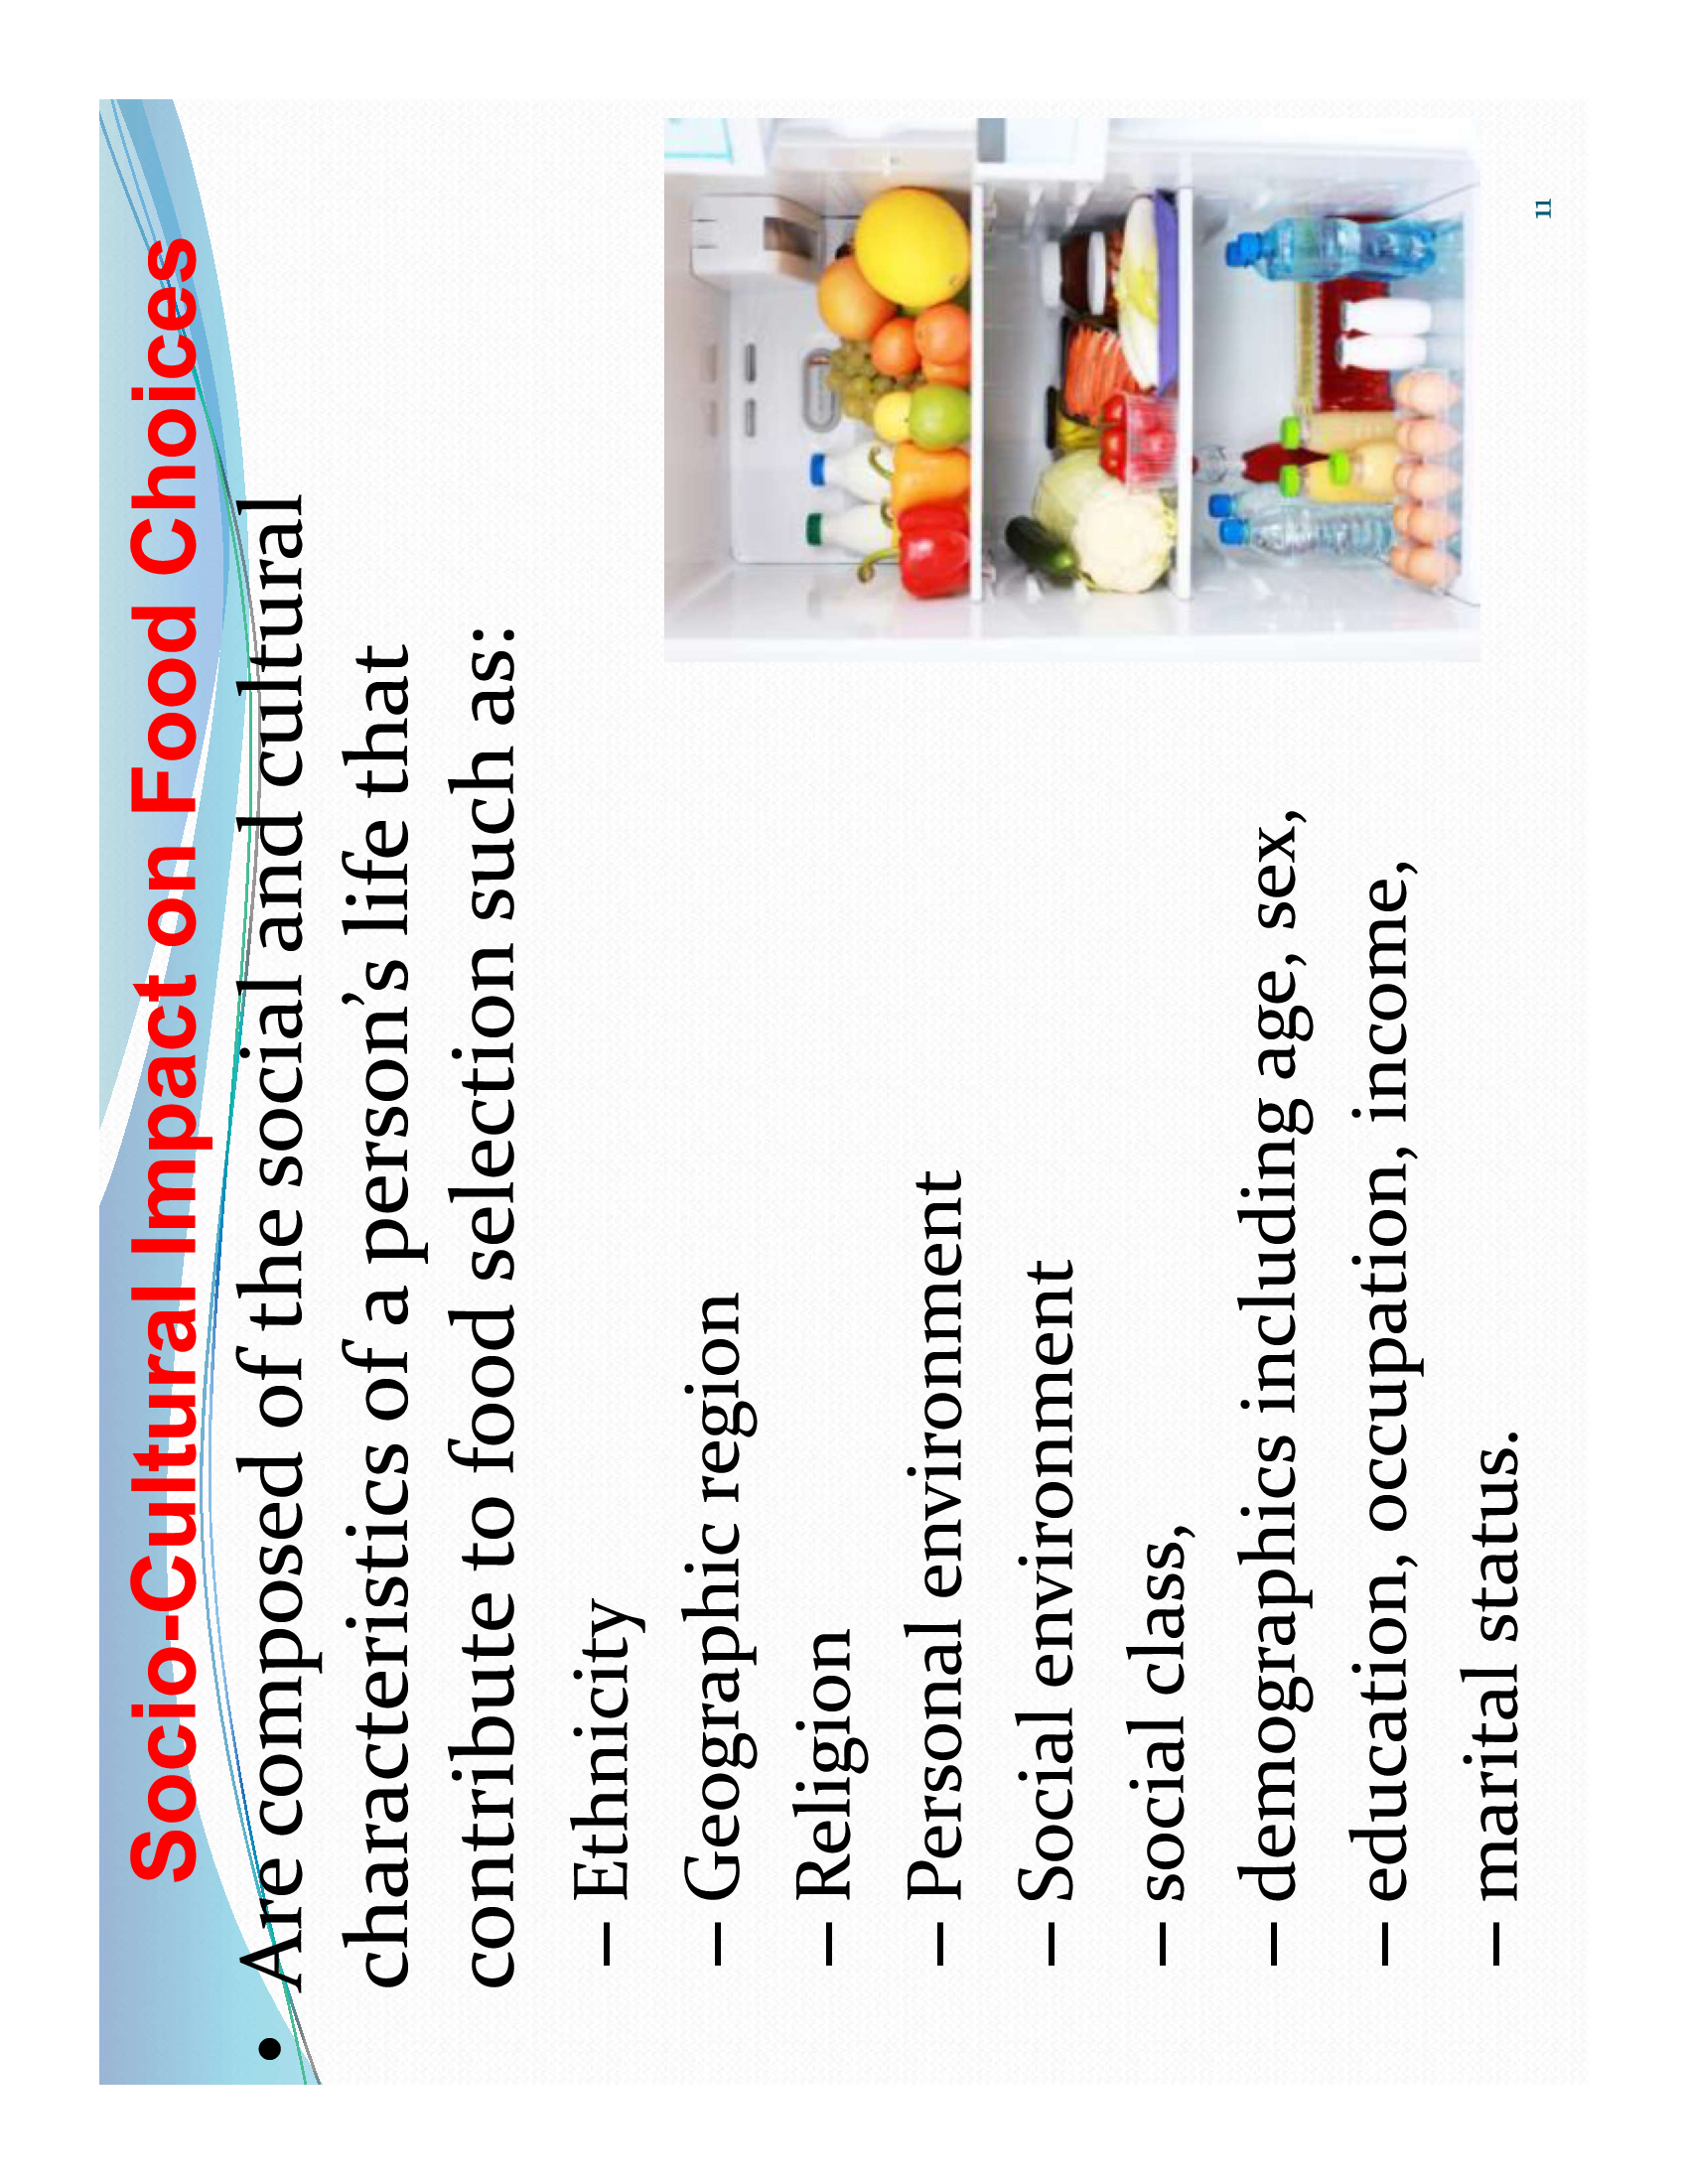 Socio-Cultural Impact on Food Choices
• Are composed of the social and cultural
characteristics of a person’s life that
contribute to food selection such as:
– Ethnicity
– Geographic region
– Religion
– Personal environment
– Social environment
– social class,
– demographics including age, sex,
– education, occupation, income,
– marital status.
11